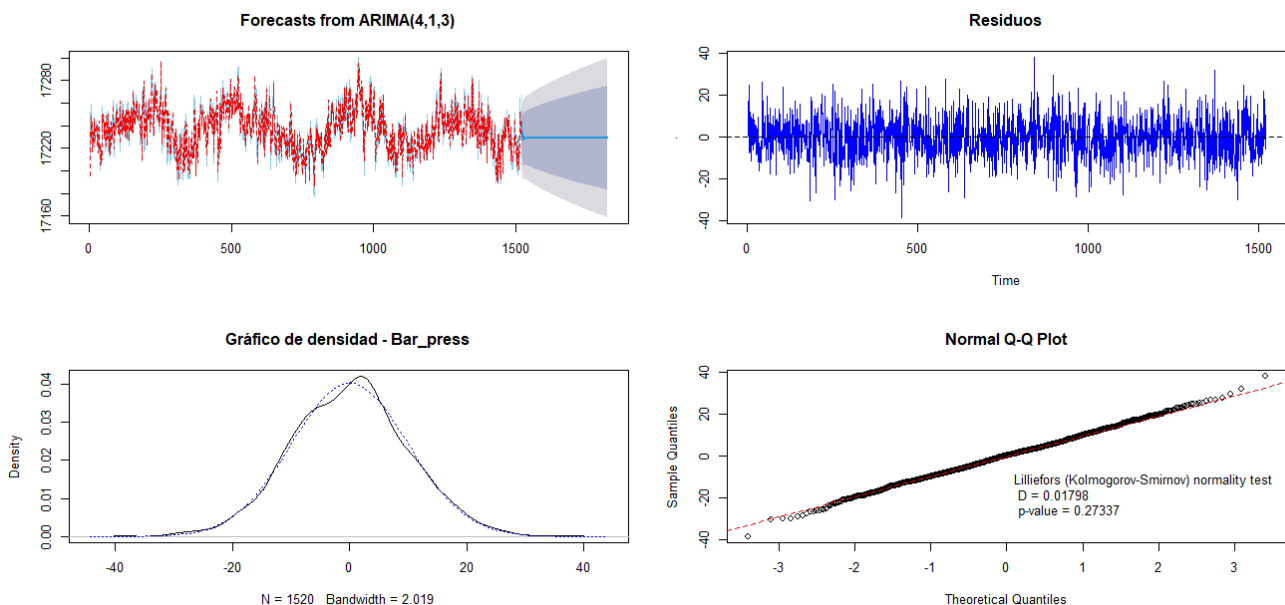 Forecasts from ARIMA(4,1,3)
17280
17220
17160
0 500 1000 1500
Residuos
40
20
0
20
-40
0 500 1000 1500
Time
Gráfico de densidad - Bar_press
Density
0.04
0.03
0.02
0.01
0.00
-40 -20 0 20 40
N = 1520 Bandwidth = 2.019
Normal Q-Q Plot
Sample Quantiles
40
20
0
-20
-40
Lilliefors (Kolmogorov-Smirnov) normality test
D = 0.01798
p-value = 0.27337
-3 -2 -1 0 1 2 3
Theoretical Quantiles